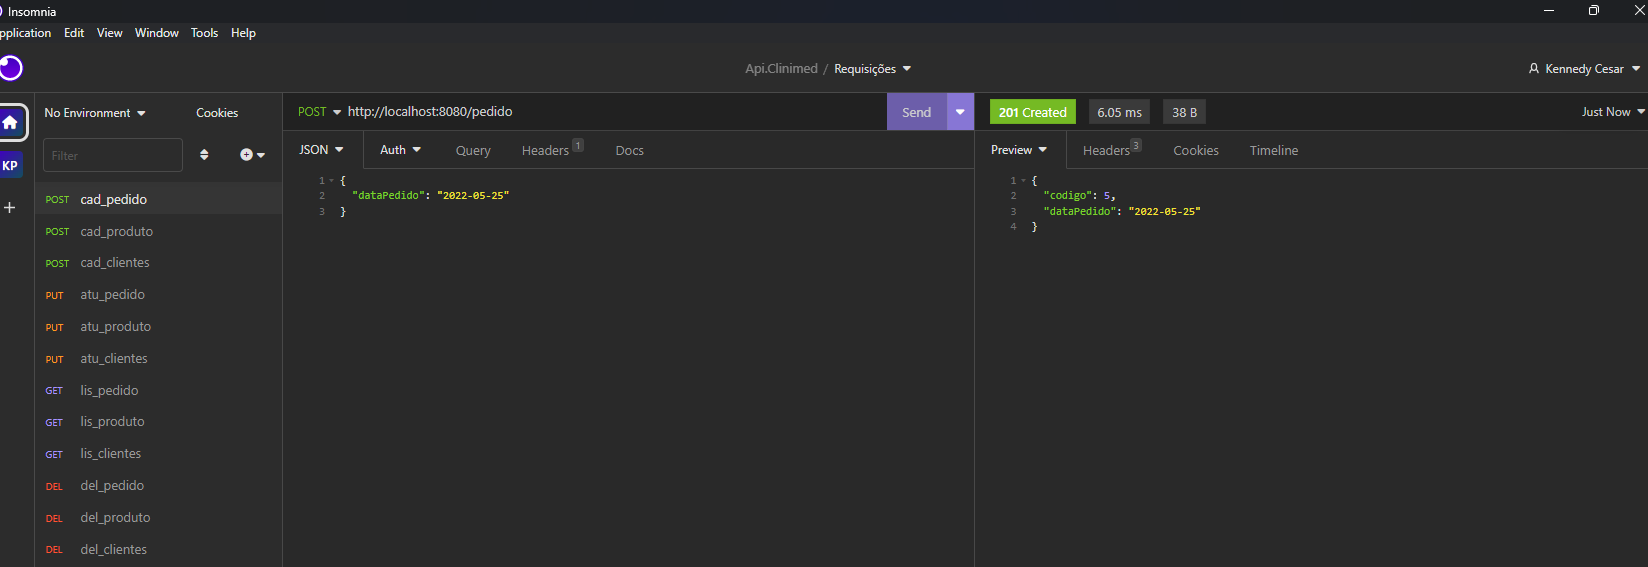 Insomnia
pplication Edit View Window Tools Help
Api.Clinimed / Requisições
Kennedy Cesar
No Environment Cookies
POST http://localhost:8080/pedido Send
201 Created 6.05 ms 38 B Just Now
Filter
JSON Auth Query Headers 1 Docs
Preview Headers 3 Cookies Timeline
KP
POST cad_pedido
POST cad_produto
POST cad_clientes
PUT atu_pedido
PUT atu_produto
PUT atu_clientes
GET lis_pedido
GET lis_produto
GET lis_clientes
DEL del_pedido
DEL del_produto
DEL del_clientes
1 {
2 "dataPedido": "2022-05-25"
3 }
1 {
2 "codigo": 5,
3 "dataPedido": "2022-05-25"
4 }